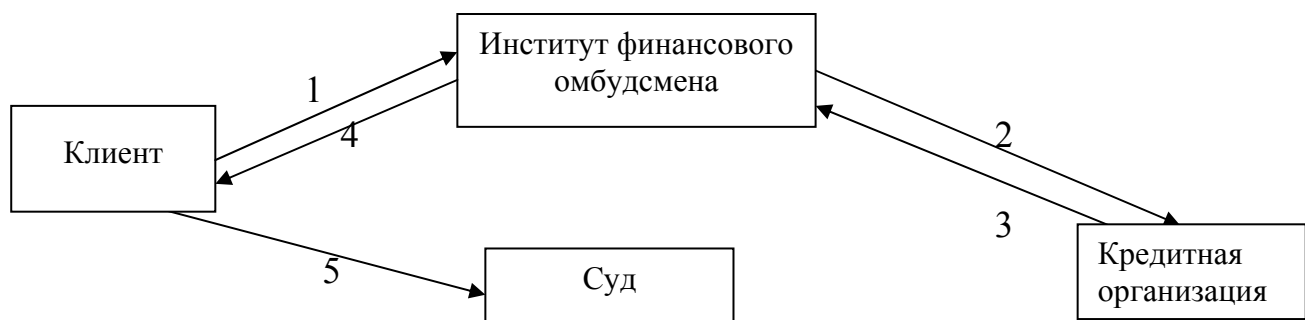 Институт финансового
омбудсмена
1
4
Клиент
2
3
5
Суд
Кредитная
организация